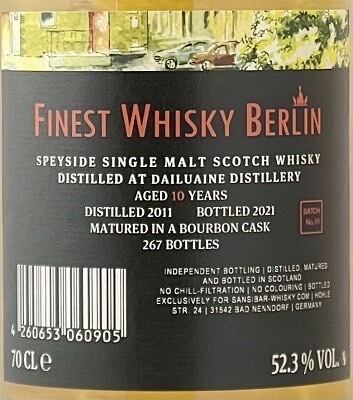 FINEST WHISKY BERLIN
SPEYSIDE SINGLE MALT SCOTCH WHISKY
DISTILLED AT DAILUAINE DISTILLERY
AGED 10 YEARS
DISTILLED 2011 BOTTLED 2021
MATURED IN A BOURBON CASK
267 BOTTLES
BATCH
No.
INDEPENDENT BOTTLING | DISTILLED, MATURED
AND BOTTLED IN SCOTLAND
NO CHILL-FILTRATION | NO COLOURING | BOTTLED
EXCLUSIVELY FOR SANSIBAR-WHISKY.COM | HOHLE
STR. 24 | 31542 BAD NENNDORF | GERMANY
4 260653 060905
70 CL e
52.3 % VOL.